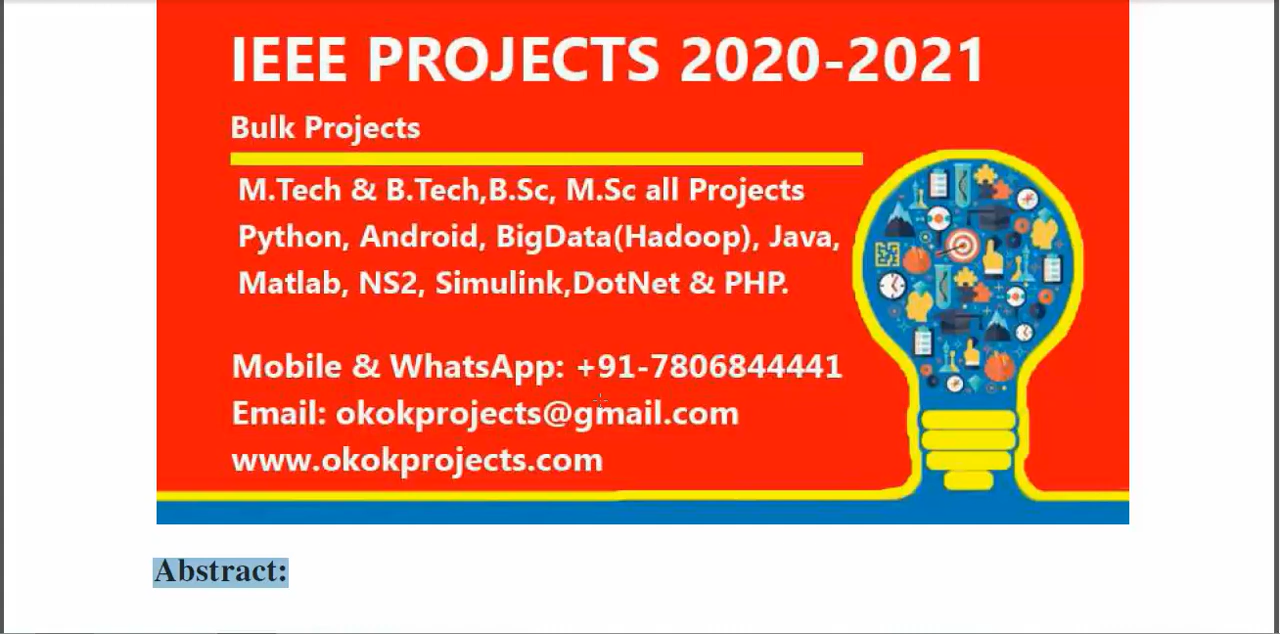 IEEE PROJECTS 2020-2021
Bulk Projects
M.Tech & B.Tech,B.Sc, M.Sc all Projects
Python, Android, BigData(Hadoop), Java,
Matlab, NS2, Simulink,DotNet & PHP.
Mobile & WhatsApp: +91-7806844441
Email: okokprojects@gmail.com
www.okokprojects.com
Abstract: